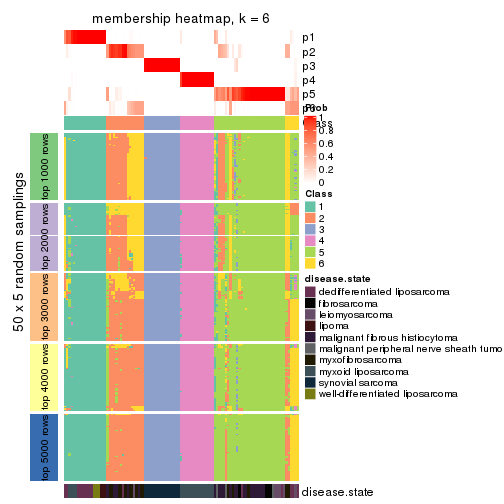 membership heatmap, k = 6
p1
p2
p3
p4
p5
Prob
1
0.8
0.6
0.4
0.2
0
Class
1
2
3
4
5
6
disease.state
dedifferentiated liposarcoma
fibrosarcoma
leiomyosarcoma
lipoma
malignant fibrous histiocytoma
malignant peripheral nerve sheath tumo
myxofibrosarcoma
myxoid liposarcoma
synovial sarcoma
well-differentiated liposarcoma
50 x 5 random samplings
top 1000 rows
top 2000 rows
top 3000 rows
top 4000 rows
top 5000 rows
disease.state